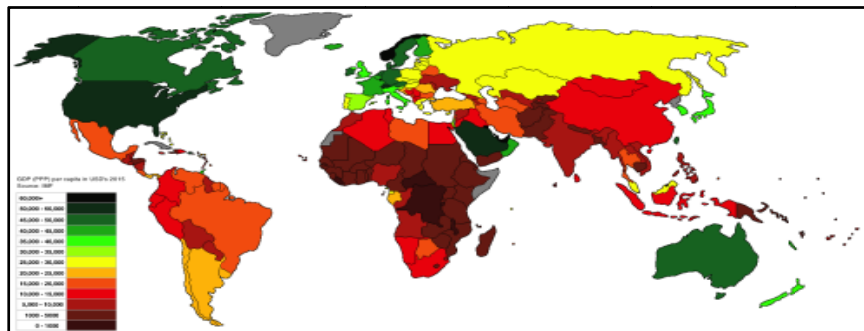 GDP (PPP) per capita in USD's 2015
Source: IMF
60,000+
50,000 - 60,000
45,000 - 50,000
40,000 - 45,000
35,000 - 40,000
30,000 - 35,000
25,000 - 30,000
20,000 - 25,000
15,000 - 20,000
10,000 - 15,000
5,000 - 10,000
1000 - 5000
0 - 1000